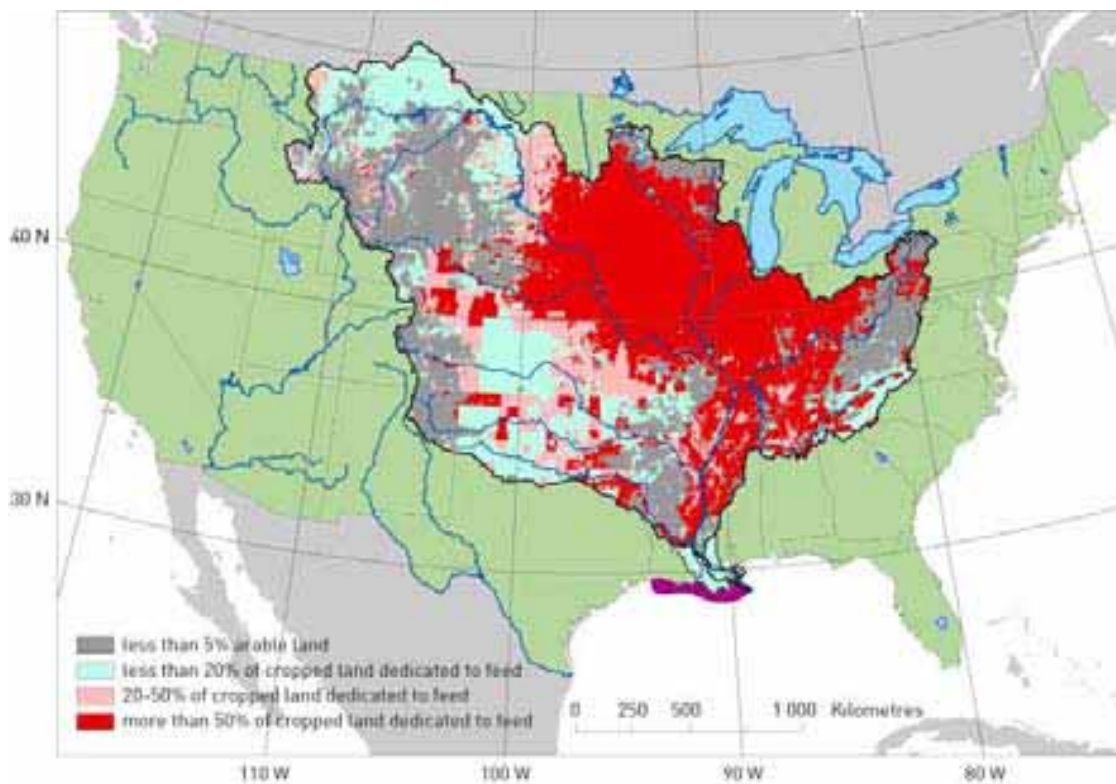 40 N
30 N
less than 5% arable land
less than 20% of cropped land dedicated to feed
20–50% of cropped land dedicated to feed
more than 50% of cropped land dedicated to feed
0 250 500 1 000 Kilometres
110 W 100 W 90 W 80 W